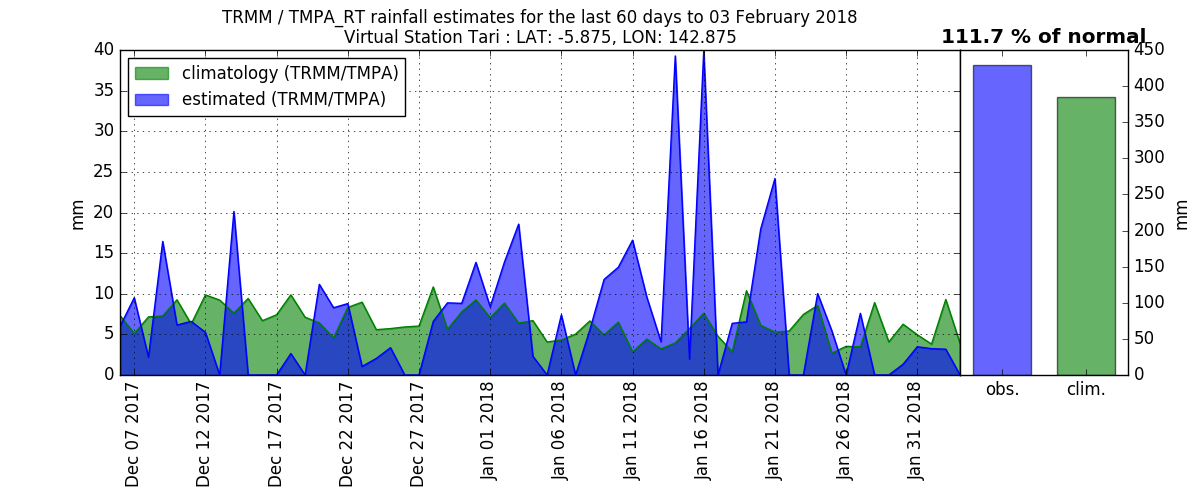 TRMM / TMPA_RT rainfall estimates for the last 60 days to 03 February 2018
Virtual Station Tari : LAT: -5.875, LON: 142.875
111.7 % of normal
climatology (TRMM/TMPA)
estimated (TRMM/TMPA)
mm
40
35
30
25
20
15
10
5
0
Dec 07 2017
Dec 12 2017
Dec 17 2017
Dec 22 2017
Dec 27 2017
Jan 01 2018
Jan 06 2018
Jan 11 2018
Jan 16 2018
Jan 21 2018
Jan 26 2018
Jan 31 2018
obs.
clim.
450
400
350
300
250
200
150
100
50
0
mm